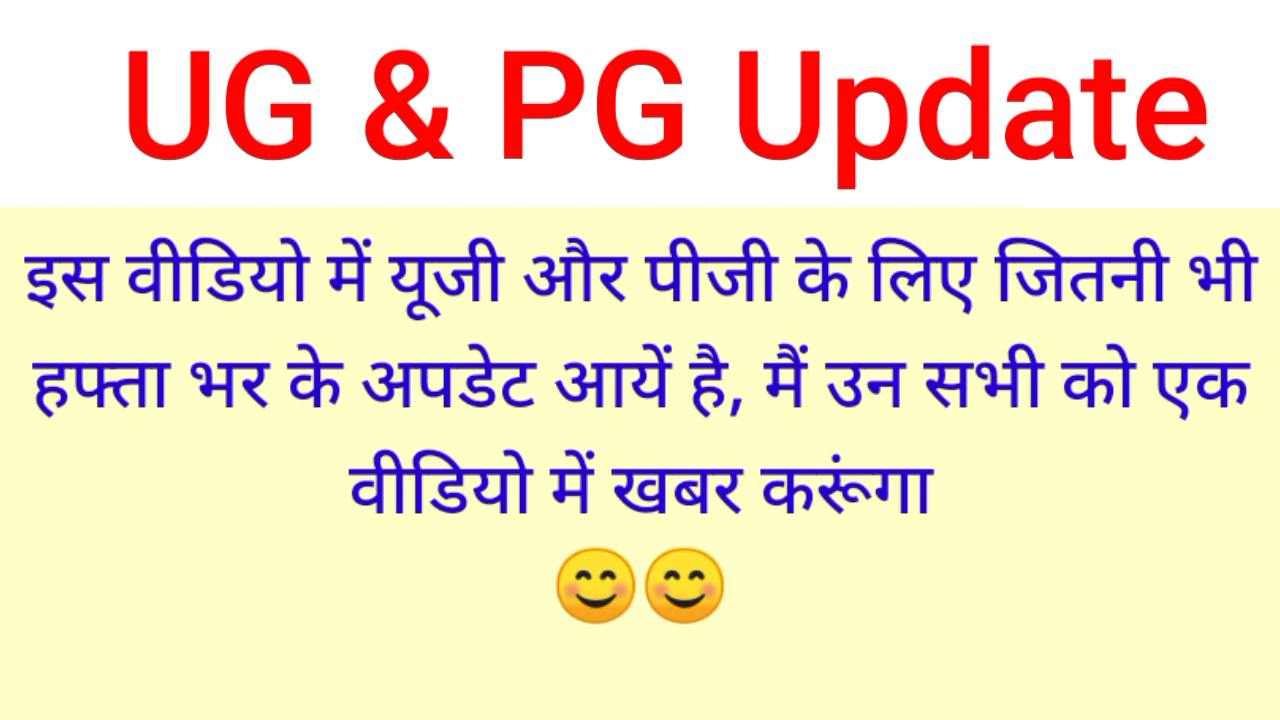 UG & PG Update
इस वीडियो में यूजी और पीजी के लिए जितनी भी
हफ्ता भर के अपडेट आयें है, मैं उन सभी को एक
वीडियो में खबर करूंगा
😊😊